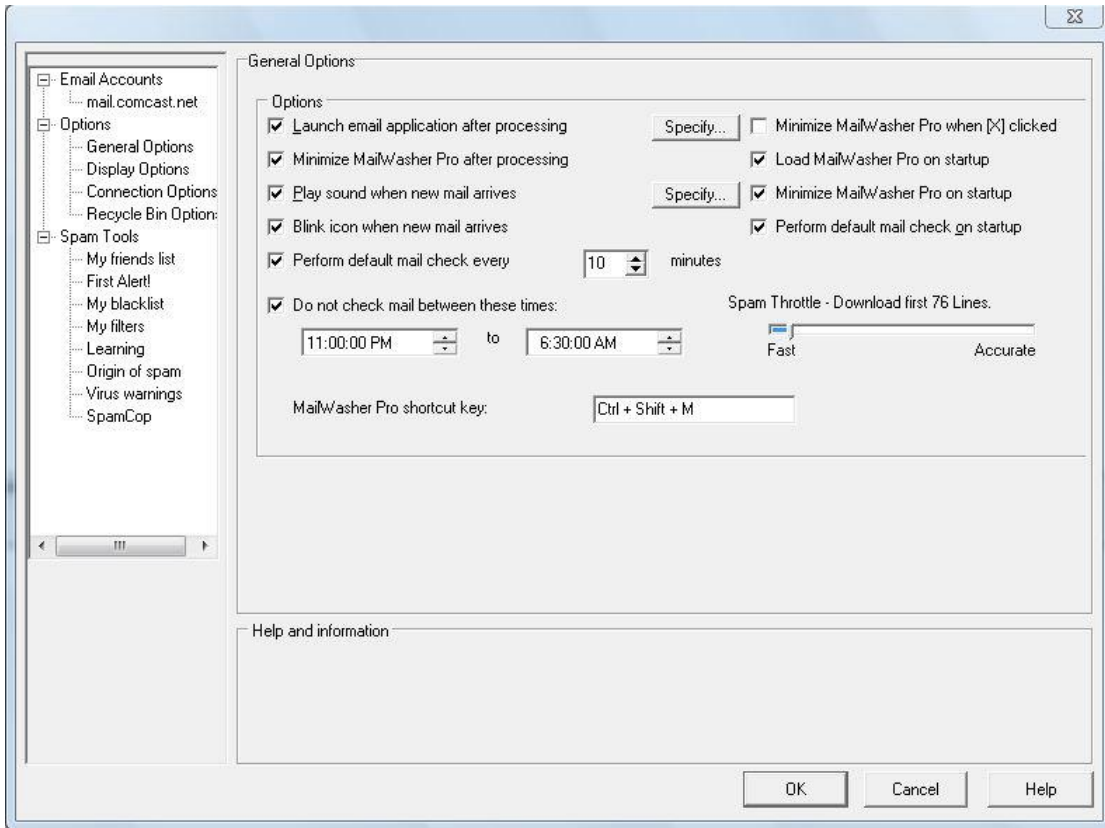 General Options
Email Accounts
mail.comcast.net
Options
General Options
Display Options
Connection Options
Recycle Bin Option
Spam Tools
My friends list
First Alert!
My blacklist
My filters
Learning
Origin of spam
Virus warnings
SpamCop
Options
Launch email application after processing Specify... Minimize MailWasher Pro when [X] clicked
Minimize MailWasher Pro after processing Load MailWasher Pro on startup
Play sound when new mail arrives Specify... Minimize MailWasher Pro on startup
Blink icon when new mail arrives Perform default mail check on startup
Perform default mail check every 10 minutes
Do not check mail between these times: Spam Throttle - Download first 76 Lines.
11:00:00 PM to 6:30:00 AM
Fast Accurate
MailWasher Pro shortcut key: Ctrl + Shift + M
Help and information
OK Cancel Help